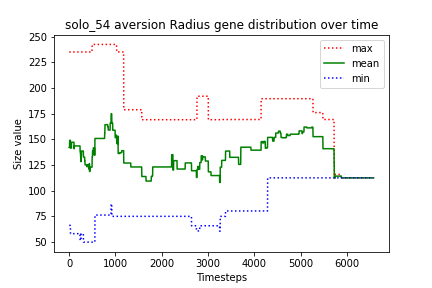 solo_54 aversion Radius gene distribution over time
250
225
200
175
150
125
100
75
50
Size value
max
mean
min
0 1000 2000 3000 4000 5000 6000
Timesteps